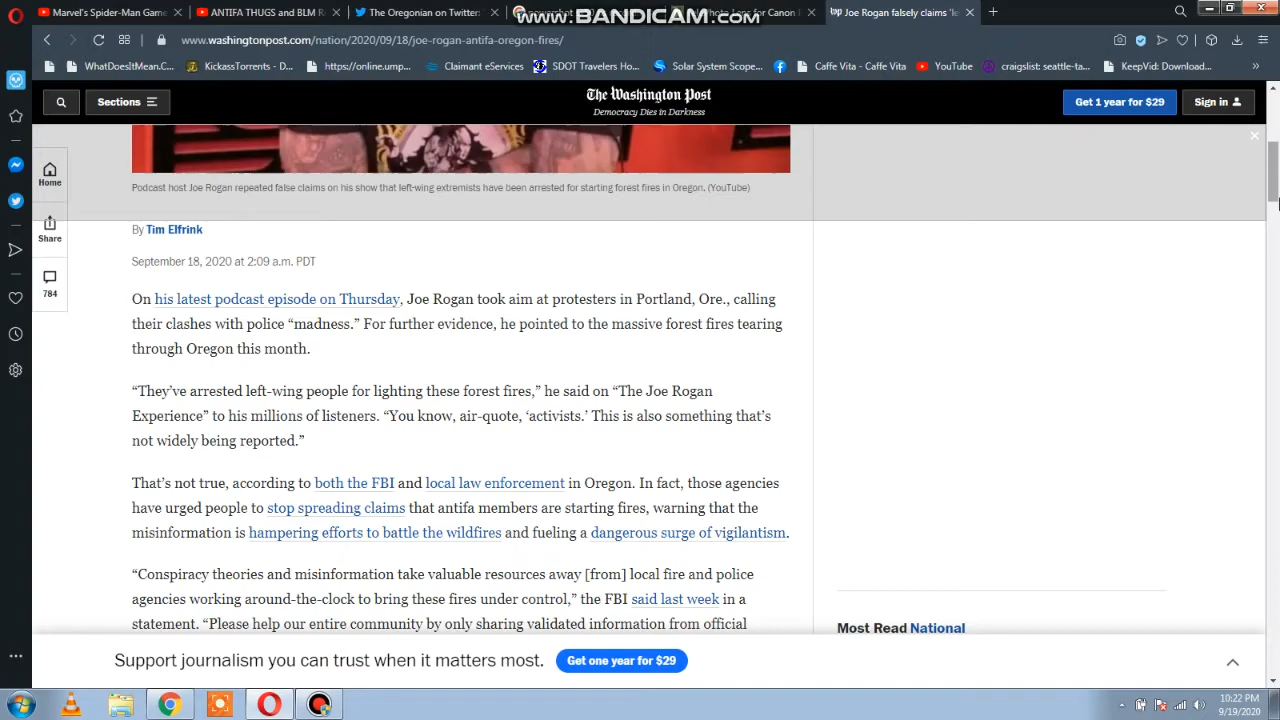 Marvel's Spider-Man Game
ANTIFA THUGS and BLM R
The Oregonian on Twitter:
Photo
for Canon
Joe Rogan falsely claims 'le
www.BANDICAM.com
www.washingtonpost.com/nation/2020/09/18/joe-rogan-antifa-oregon-fires/
WhatDoesItMean.C...
KickassTorrents - D...
https://online.ump...
Claimant eServices
SDOT Travelers Ho...
Solar System Scope...
Caffe Vita - Caffe Vita
YouTube
craigslist: seattle-ta...
KeepVid: Download...
»
Sections
The Washington Post
Democracy Dies in Darkness
Get 1 year for $29
Sign in
Home
Share
784
Podcast host Joe Rogan repeated false claims on his show that left-wing extremists have been arrested for starting forest fires in Oregon. (YouTube)
By Tim Elfrink
September 18, 2020 at 2:09 a.m. PDT
On his latest podcast episode on Thursday, Joe Rogan took aim at protesters in Portland, Ore., calling
their clashes with police “madness.” For further evidence, he pointed to the massive forest fires tearing
through Oregon this month.
“They’ve arrested left-wing people for lighting these forest fires,” he said on “The Joe Rogan
Experience” to his millions of listeners. “You know, air-quote, ‘activists.’ This is also something that’s
not widely being reported.”
That’s not true, according to both the FBI and local law enforcement in Oregon. In fact, those agencies
have urged people to stop spreading claims that antifa members are starting fires, warning that the
misinformation is hampering efforts to battle the wildfires and fueling a dangerous surge of vigilantism.
“Conspiracy theories and misinformation take valuable resources away [from] local fire and police
agencies working around-the-clock to bring these fires under control,” the FBI said last week in a
statement. “Please help our entire community by only sharing validated information from official
Most Read National
Support journalism you can trust when it matters most.
Get one year for $29
10:22 PM
9/19/2020